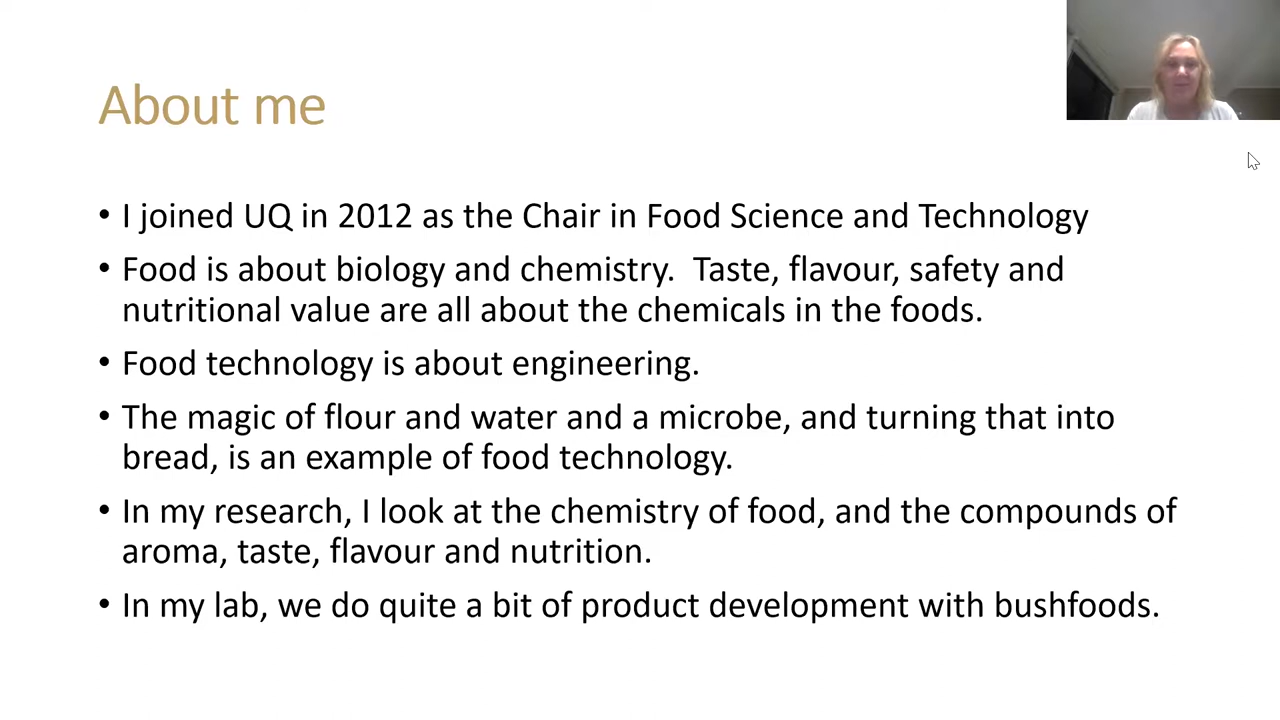 About me
• I joined UQ in 2012 as the Chair in Food Science and Technology
• Food is about biology and chemistry.  Taste, flavour, safety and
nutritional value are all about the chemicals in the foods.
• Food technology is about engineering.
• The magic of flour and water and a microbe, and turning that into
bread, is an example of food technology.
• In my research, I look at the chemistry of food, and the compounds of
aroma, taste, flavour and nutrition.
• In my lab, we do quite a bit of product development with bushfoods.